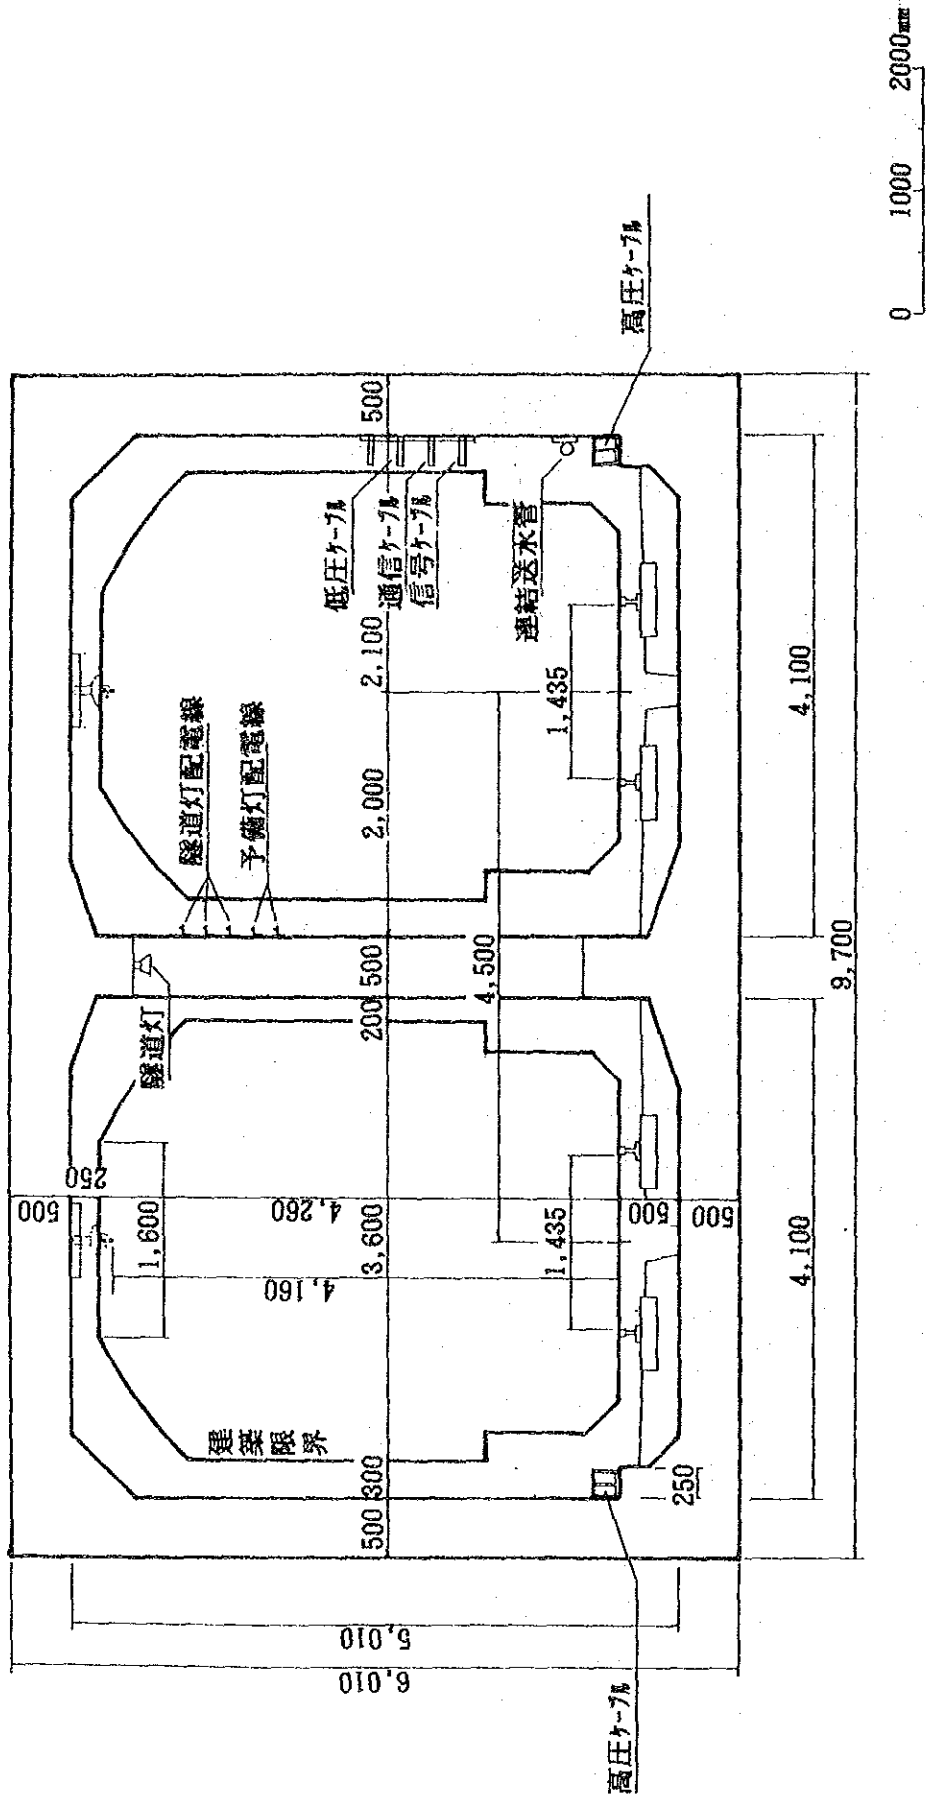 500
250
隧道灯
隧道灯配電線
予備灯配電線
1,600
4,260
4,160
建築限界
500
300
3,600
200
500
2,000
2,100
500
低圧ケーブル
通信ケーブル
信号ケーブル
4,500
連結送水管
1,435
1,435
高圧ケーブル
高圧ケーブル
250
500
500
4,100
4,100
9,700
5,010
6,010
0 1000 2000mm